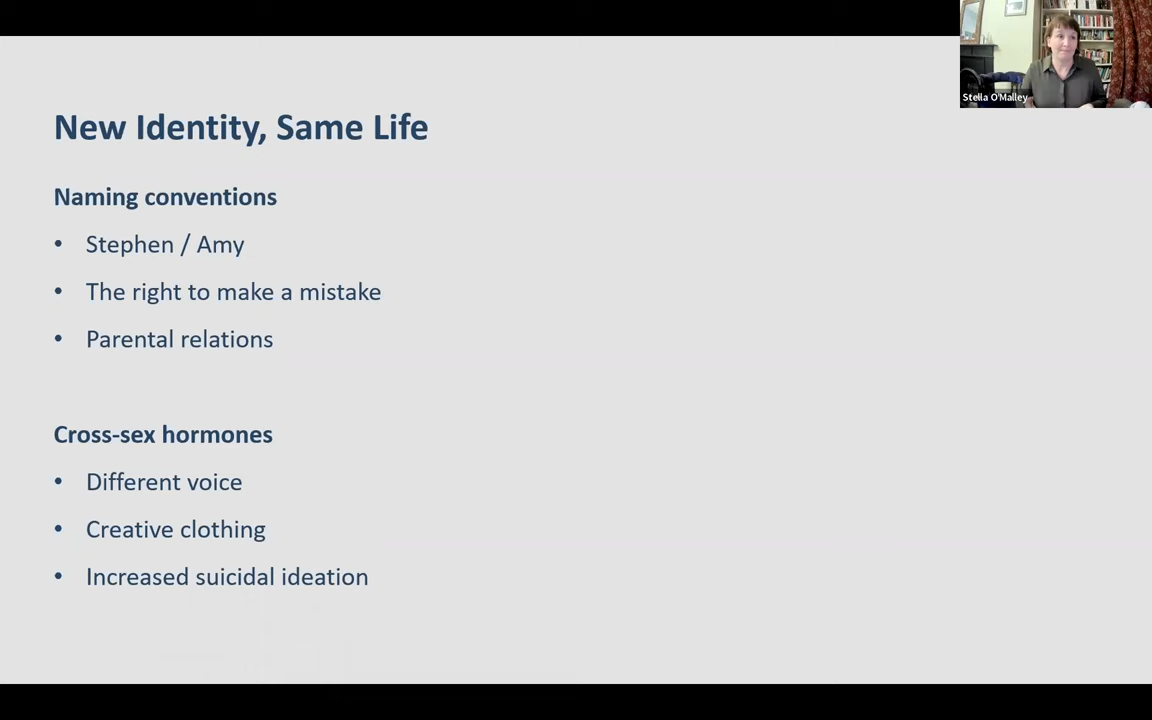 Stella O'Malley
New Identity, Same Life
Naming conventions
• Stephen / Amy
• The right to make a mistake
• Parental relations
Cross-sex hormones
• Different voice
• Creative clothing
• Increased suicidal ideation